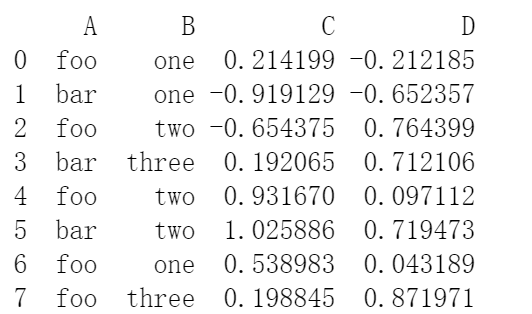 A B C D
0 foo one 0.214199 -0.212185
1 bar one -0.919129 -0.652357
2 foo two -0.654375 0.764399
3 bar three 0.192065 0.712106
4 foo two 0.931670 0.097112
5 bar two 1.025886 0.719473
6 foo one 0.538983 0.043189
7 foo three 0.198845 0.871971